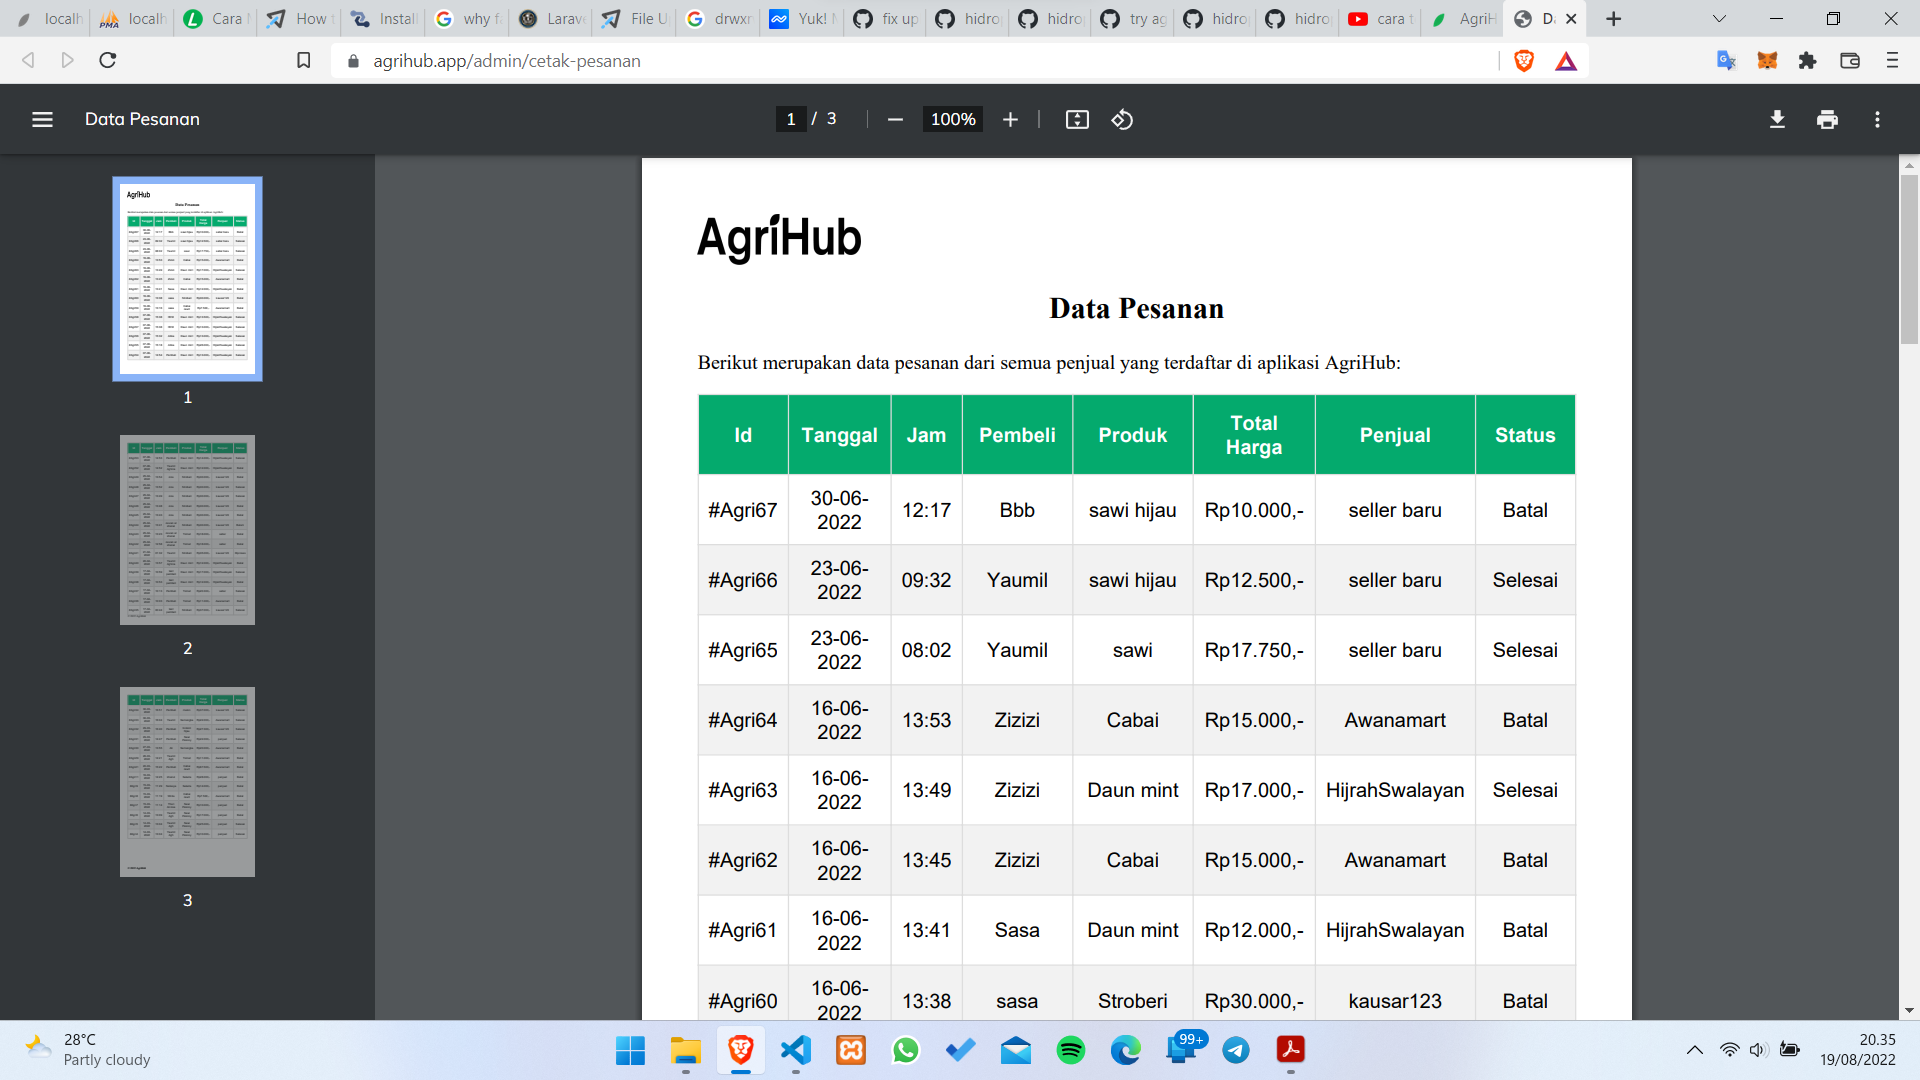 localh
localh
Cara
How t
Install
why fa
Larave
File U
drwxr
Yuk! M
fix up
hidro
hidro
try ag
hidro
hidro
cara t
AgriH
agrihub.app/admin/cetak-pesanan
Data Pesanan
1 / 3
100%
1
2
3
AgriHub
Data Pesanan
Berikut merupakan data pesanan dari semua penjual yang terdaftar di aplikasi AgriHub:
Id Tanggal Jam Pembeli Produk Total Harga Penjual Status
#Agri67 30-06-2022 12:17 Bbb sawi hijau Rp10.000,- seller baru Batal
#Agri66 23-06-2022 09:32 Yaumil sawi hijau Rp12.500,- seller baru Selesai
#Agri65 23-06-2022 08:02 Yaumil sawi Rp17.750,- seller baru Selesai
#Agri64 16-06-2022 13:53 Zizizi Cabai Rp15.000,- Awanamart Batal
#Agri63 16-06-2022 13:49 Zizizi Daun mint Rp17.000,- HijrahSwalayan Selesai
#Agri62 16-06-2022 13:45 Zizizi Cabai Rp15.000,- Awanamart Batal
#Agri61 16-06-2022 13:41 Sasa Daun mint Rp12.000,- HijrahSwalayan Batal
#Agri60 16-06-2022 13:38 sasa Stroberi Rp30.000,- kausar123 Batal
28°C
Partly cloudy
99+
20.35
19/08/2022